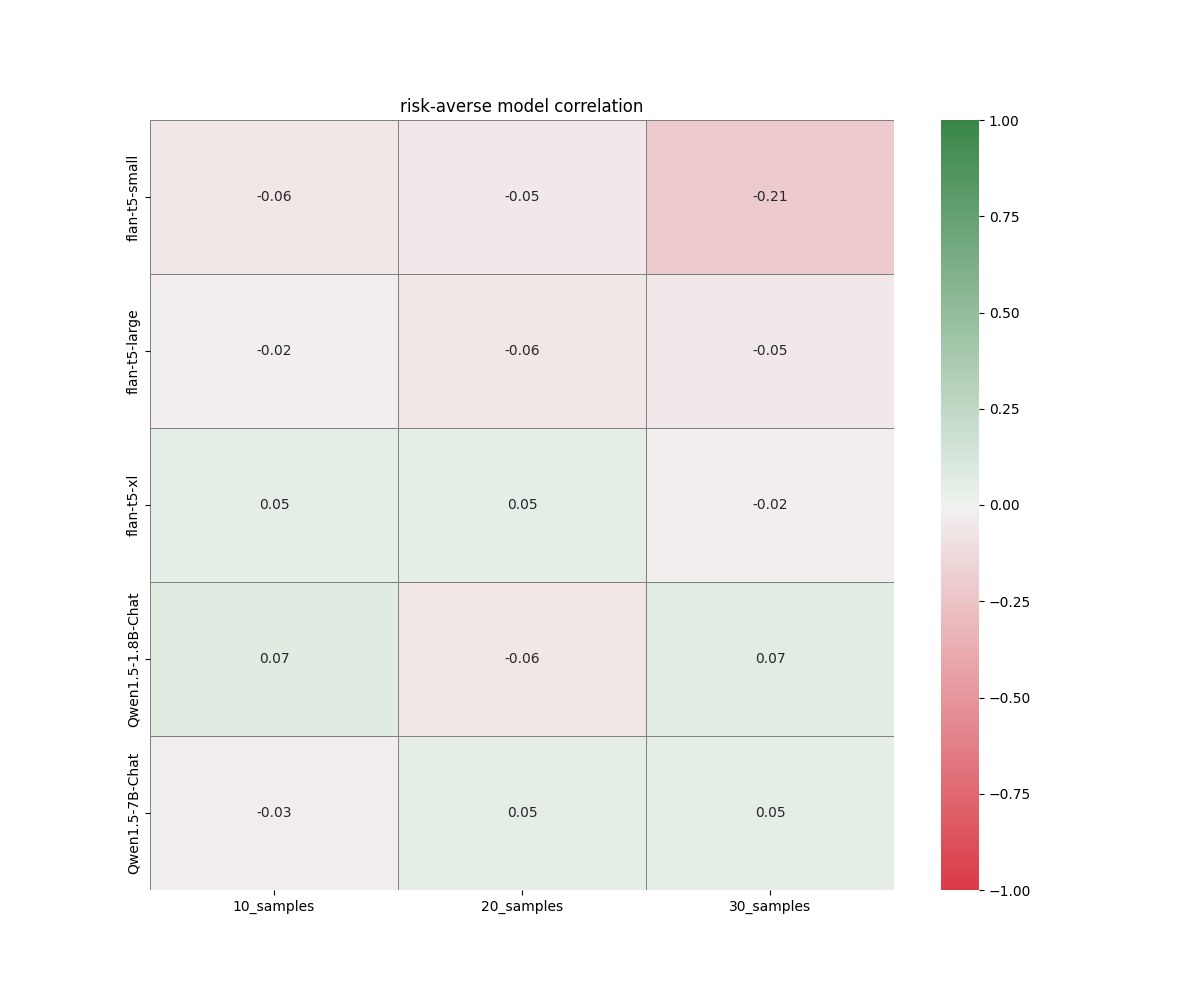 risk-averse model correlation
flan-t5-small
-0.06
-0.05
-0.21
flan-t5-large
-0.02
-0.06
-0.05
flan-t5-xl
0.05
0.05
-0.02
Qwen1.5-1.8B-Chat
0.07
-0.06
0.07
Qwen1.5-7B-Chat
-0.03
0.05
0.05
10_samples
20_samples
30_samples
1.00
0.75
0.50
0.25
0.00
−0.25
−0.50
−0.75
−1.00